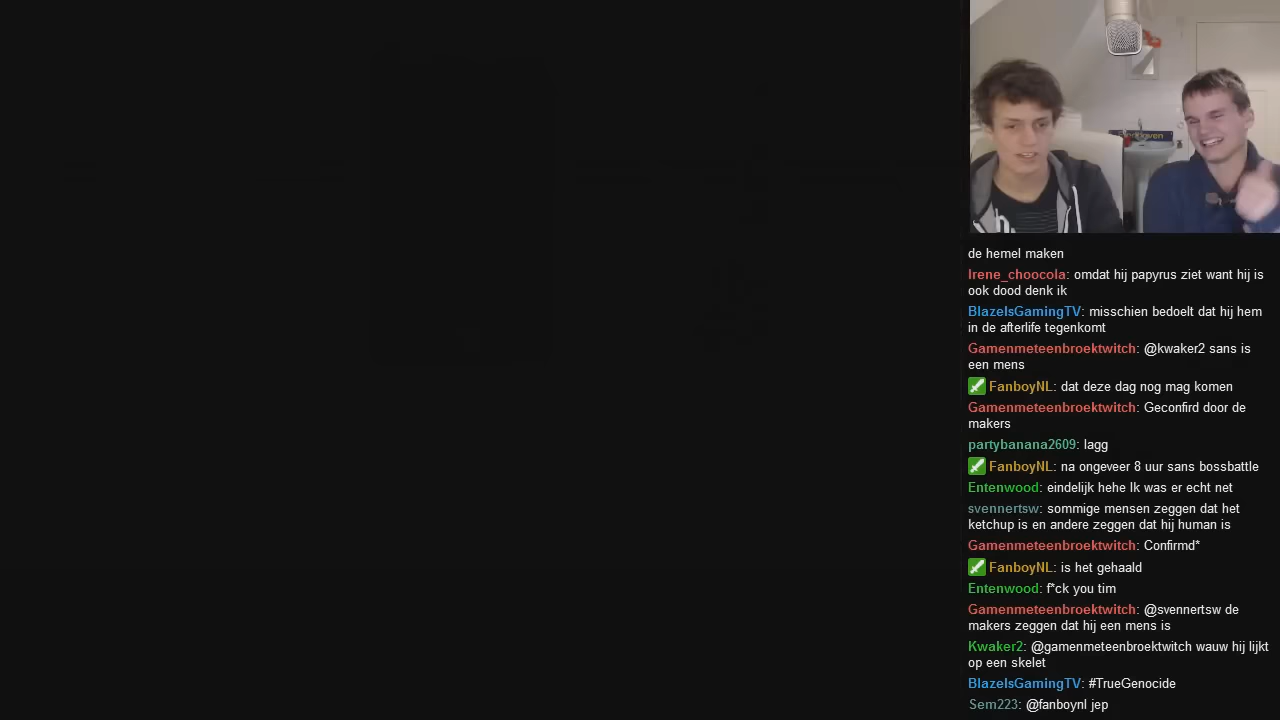 de hemel maken
Irene_choocola: omdat hij papyrus ziet want hij is
ook dood denk ik
BlazeIsGamingTV: misschien bedoelt dat hij hem
in de afterlife tegenkomt
Gamenmeteenbroektwitch: @kwaker2 sans is
een mens
FanboyNL: dat deze dag nog mag komen
Gamenmeteenbroektwitch: Geconfird door de
makers
partybanana2609: lagg
FanboyNL: na ongeveer 8 uur sans bossbattle
Entenwood: eindelijk hehe Ik was er echt net
svennertsw: sommige mensen zeggen dat het
ketchup is en andere zeggen dat hij human is
Gamenmeteenbroektwitch: Confirmd*
FanboyNL: is het gehaald
Entenwood: f*ck you tim
Gamenmeteenbroektwitch: @svennertsw de
makers zeggen dat hij een mens is
Kwaker2: @gamenmeteenbroektwitch wauw hij lijkt
op een skelet
BlazeIsGamingTV: #TrueGenocide
Sem223: @fanboynl jep